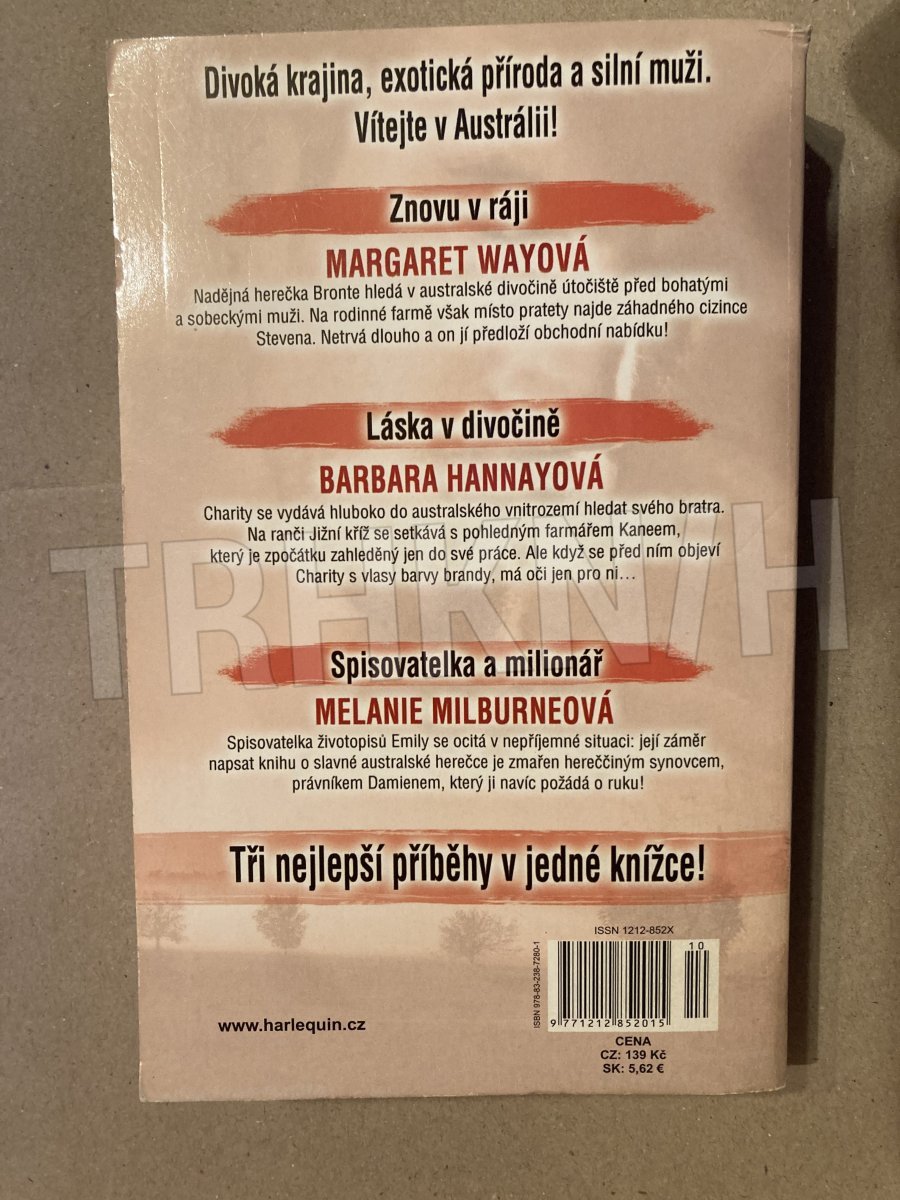 Divoká krajina, exotická příroda a silní muži.
Vítejte v Austrálii!
Znovu v ráji
MARGARET WAYOVÁ
Nadějná herečka Bronte hledá v australské divočině útočiště před bohatými
a sobeckými muži. Na rodinné farmě však místo pratety najde záhadného cizince
Stevena. Netrvá dlouho a on jí předloží obchodní nabídku!
Láska v divočině
BARBARA HANNAYOVÁ
Charity se vydává hluboko do australského vnitrozemí hledat svého bratra.
Na ranči Jižní kříž se setkává s pohledným farmářem Kaneem,
který je zpočátku zahleděný jen do své práce. Ale když se před ním objeví
Charity s vlasy barvy brandy, má oči jen pro ni...
TRHKNI/H
Spisovatelka a milionář
MELANIE MILBURNEOVÁ
Spisovatelka životopisů Emily se ocitá v nepříjemné situaci: její záměr
napsat knihu o slavné australské herečce je zmařen hereččiným synovcem,
právníkem Damienem, který ji navíc požádá o ruku!
Tři nejlepší příběhy v jedné knížce!
ISSN 1212-852X
10
ISBN 978-83-238-7280-1
9 771212 852015
www.harlequin.cz
CENA
CZ: 139 Kč
SK: 5,62 €